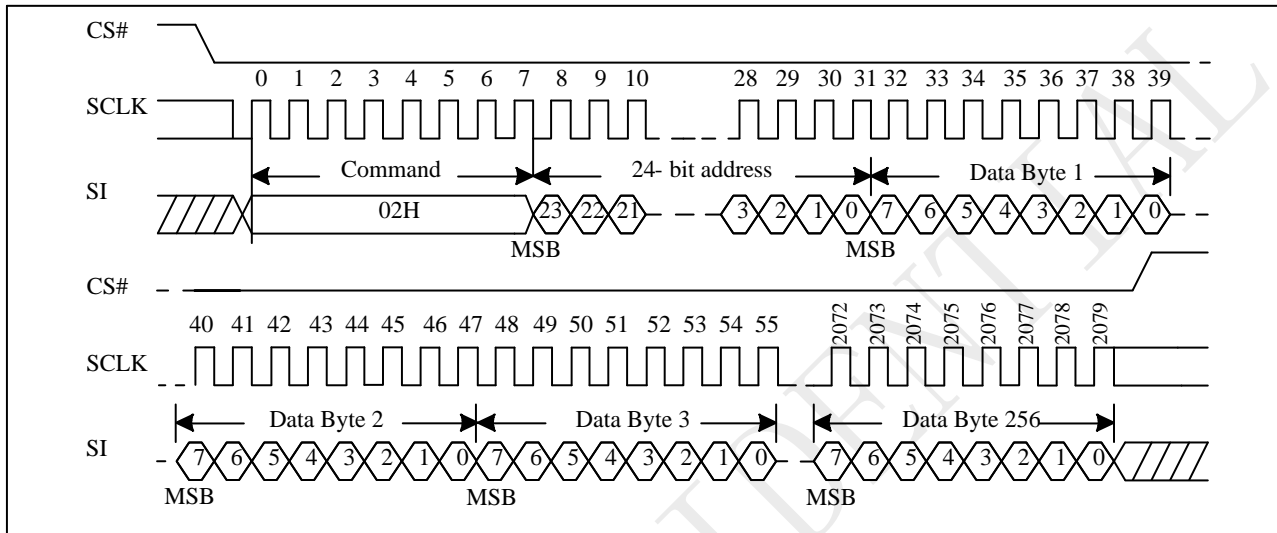 CS#
0 1 2 3 4 5 6 7 8 9 10 28 29 30 31 32 33 34 35 36 37 38 39
SCLK
Command 24- bit address Data Byte 1
SI
02H 23 22 21 3 2 1 0 7 6 5 4 3 2 1 0
MSB MSB
CS#
40 41 42 43 44 45 46 47 48 49 50 51 52 53 54 55 2072 2073 2074 2075 2076 2077 2078 2079
SCLK
Data Byte 2 Data Byte 3 Data Byte 256
SI
7 6 5 4 3 2 1 0 7 6 5 4 3 2 1 0 7 6 5 4 3 2 1 0
MSB MSB MSB